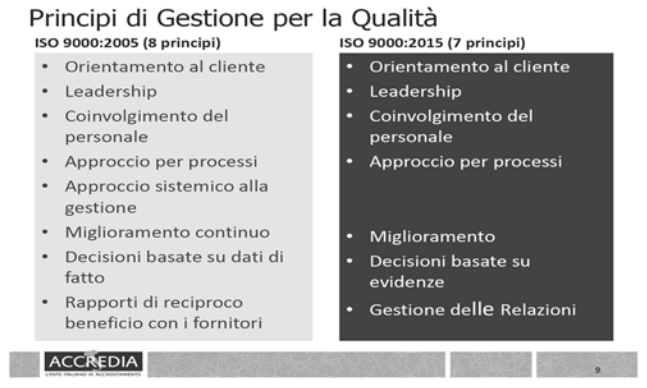 Principi di Gestione per la Qualità
ISO 9000:2005 (8 principi)
• Orientamento al cliente
• Leadership
• Coinvolgimento del
personale
• Approccio per processi
• Approccio sistemico alla
gestione
• Miglioramento continuo
• Decisioni basate su dati di
fatto
• Rapporti di reciproco
beneficio con i fornitori
ISO 9000:2015 (7 principi)
• Orientamento al cliente
• Leadership
• Coinvolgimento del
personale
• Approccio per processi
• Miglioramento
• Decisioni basate su
evidenze
• Gestione delle Relazioni
ACCREDIA
L'ENTE ITALIANO DI ACCREDITAMENTO
9